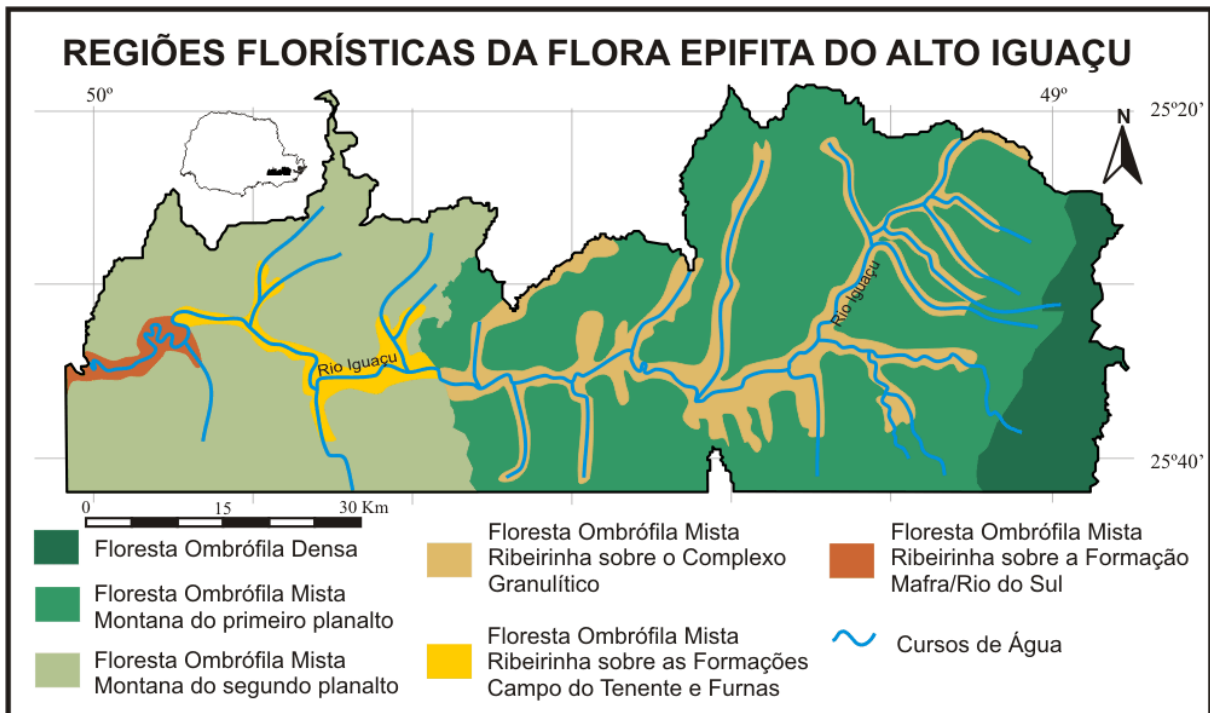 REGIÕES FLORÍSTICAS DA FLORA EPIFITA DO ALTO IGUAÇU
50º
49º
25º20'
N
Rio Iguaçu
Rio Iguaçu
25º40'
0 15 30 Km
Floresta Ombrófila Densa
Floresta Ombrófila Mista
Montana do primeiro planalto
Floresta Ombrófila Mista
Montana do segundo planalto
Floresta Ombrófila Mista
Ribeirinha sobre o Complexo
Granulítico
Floresta Ombrófila Mista
Ribeirinha sobre as Formações
Campo do Tenente e Furnas
Floresta Ombrófila Mista
Ribeirinha sobre a Formação
Mafra/Rio do Sul
Cursos de Água